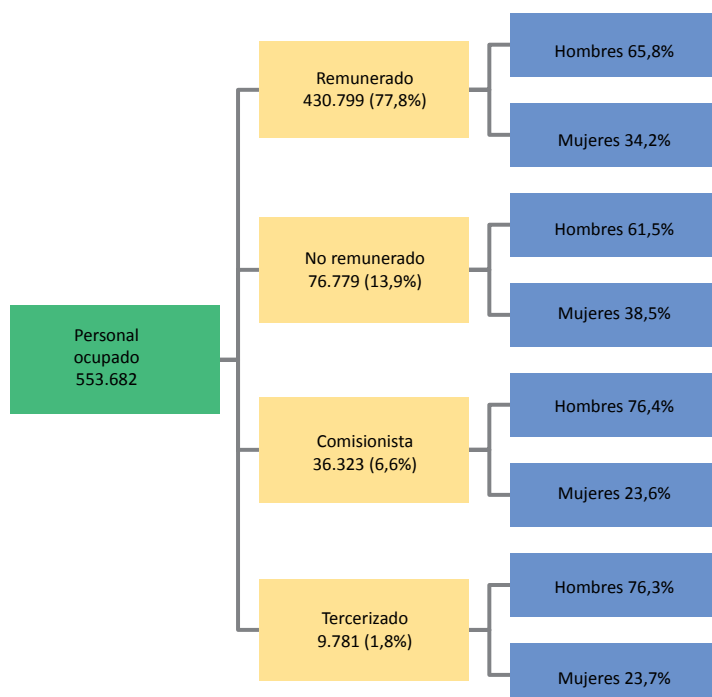 Personal
ocupado
553.682
Remunerado
430.799 (77,8%)
Hombres 65,8%
Mujeres 34,2%
No remunerado
76.779 (13,9%)
Hombres 61,5%
Mujeres 38,5%
Comisionista
36.323 (6,6%)
Hombres 76,4%
Mujeres 23,6%
Tercerizado
9.781 (1,8%)
Hombres 76,3%
Mujeres 23,7%